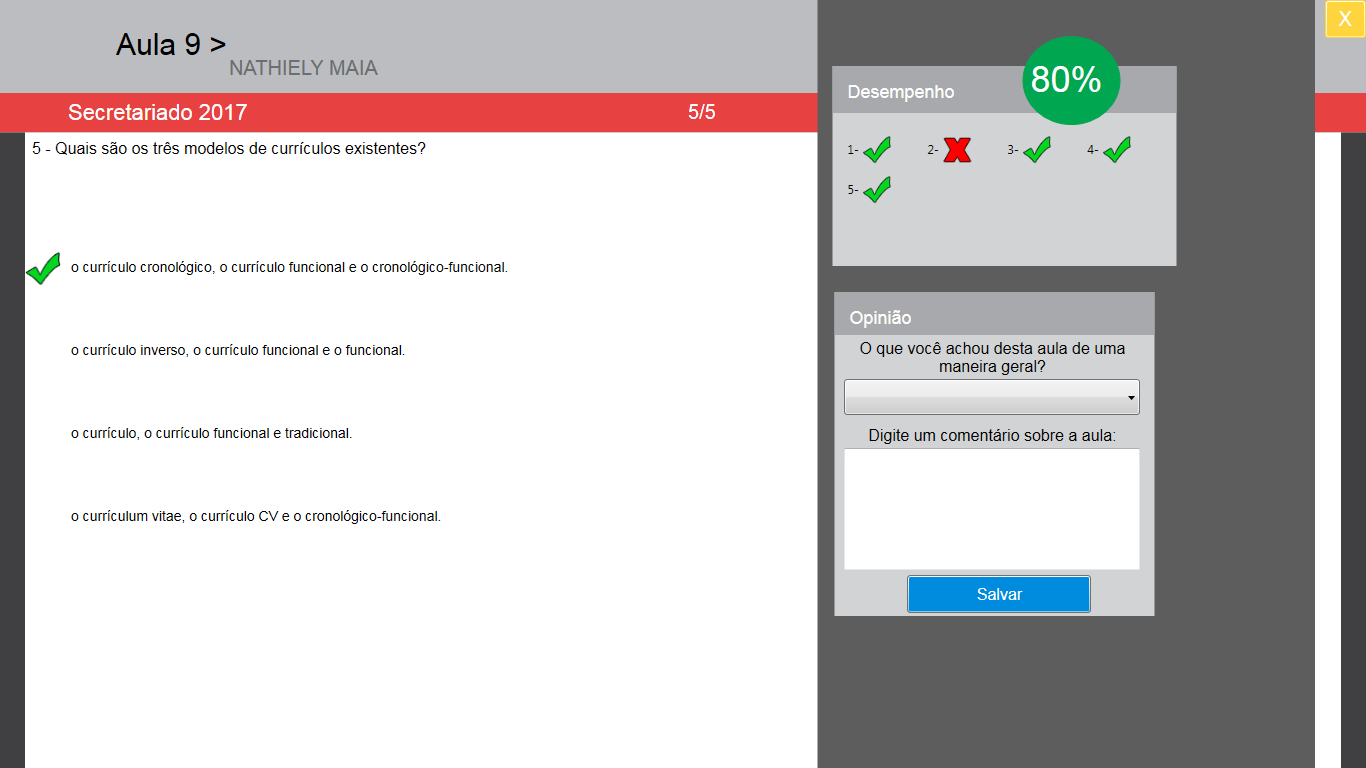 Aula 9 >
NATHIELY MAIA
Secretariado 2017
5/5
5 - Quais são os três modelos de currículos existentes?
o currículo cronológico, o currículo funcional e o cronológico-funcional.
o currículo inverso, o currículo funcional e o funcional.
o currículo, o currículo funcional e tradicional.
o currículum vitae, o currículo CV e o cronológico-funcional.
X
Desempenho
80%
1-
2-
3-
4-
5-
Opinião
O que você achou desta aula de uma
maneira geral?
Digite um comentário sobre a aula:
Salvar